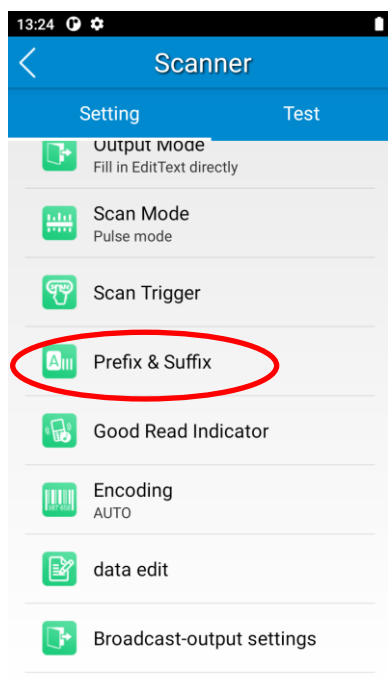 13:24
Scanner
Setting Test
Output Mode
Fill in EditText directly
Scan Mode
Pulse mode
Scan Trigger
Prefix & Suffix
Good Read Indicator
Encoding
AUTO
data edit
Broadcast-output settings